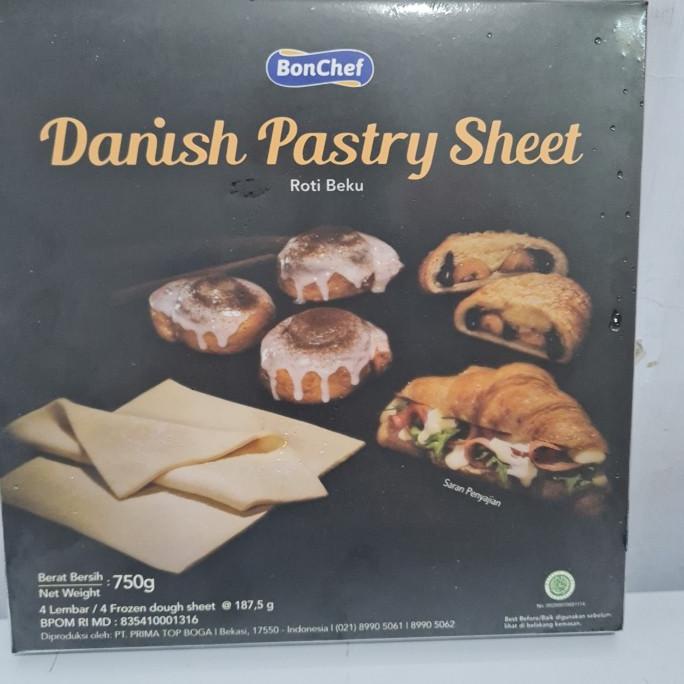 BonChef
Danish Pastry Sheet
Roti Beku
Saran Penyajian
Berat Bersih
Net Weight : 750g
4 Lembar / 4 Frozen dough sheet @ 187,5 g
BPOM RI MD : 835410001316
Diproduksi oleh: PT. PRIMA TOP BOGA I Bekasi, 17550 - Indonesia I (021) 8990 5061 I 8990 5062
Best Before/Baik digunakan sebelum:
lihat di belakang kemasan.